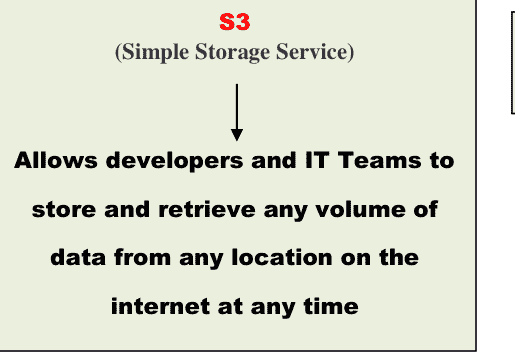 S3
(Simple Storage Service)
Allows developers and IT Teams to
store and retrieve any volume of
data from any location on the
internet at any time